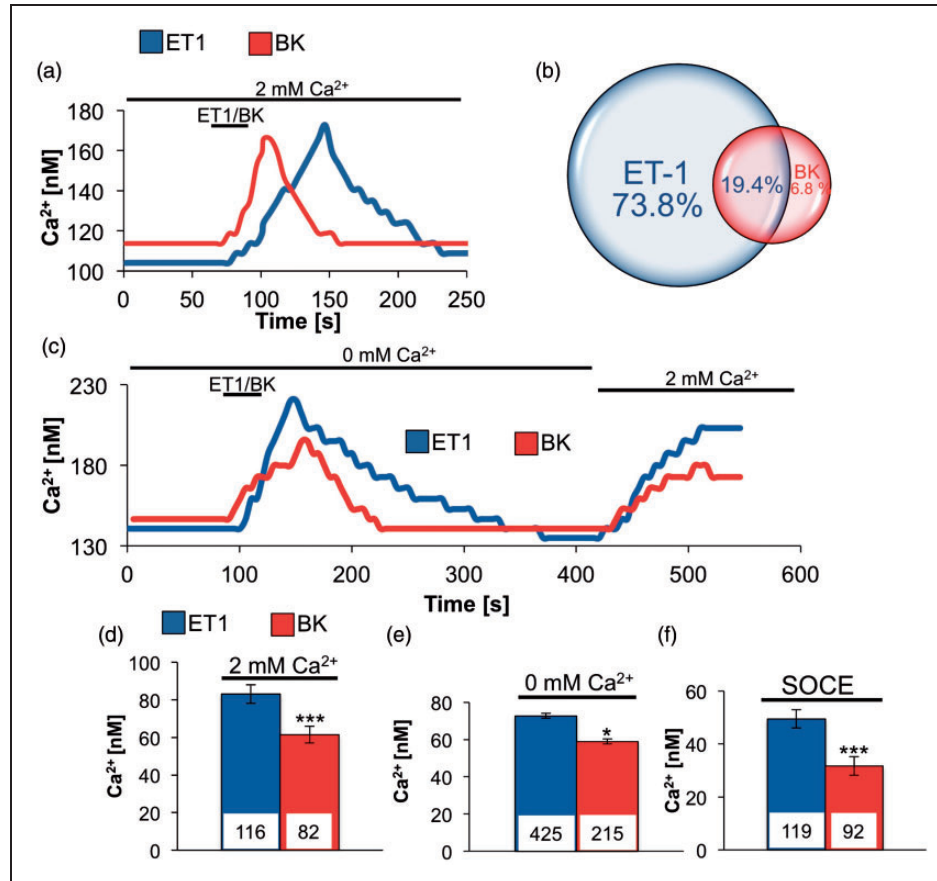 ET1 BK
(a)
2 mM Ca²⁺
ET1/BK
Ca²⁺ [nM]
180
160
140
120
100
0 50 100 150 200 250
Time [s]
(b)
ET-1
73.8%
19.4%
BK
6.8 %
(c)
0 mM Ca²⁺
ET1/BK
2 mM Ca²⁺
Ca²⁺ [nM]
230
180
130
ET1 BK
0 100 200 300 400 500 600
Time [s]
ET1 BK
(d)
2 mM Ca²⁺
Ca²⁺ [nM]
100
80
60
40
20
0
***
116 82
(e)
0 mM Ca²⁺
Ca²⁺ [nM]
80
60
40
20
0
*
425 215
(f)
SOCE
Ca²⁺ [nM]
60
40
20
0
***
119 92